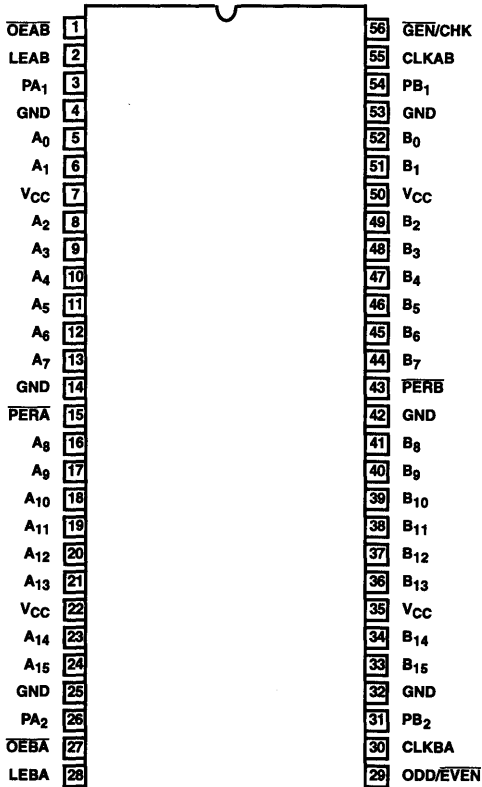 OEAB 1 56 GEN/CHK
LEAB 2 55 CLKAB
PA1 3 54 PB1
GND 4 53 GND
A0 5 52 B0
A1 6 51 B1
VCC 7 50 VCC
A2 8 49 B2
A3 9 48 B3
A4 10 47 B4
A5 11 46 B5
A6 12 45 B6
A7 13 44 B7
GND 14 43 PERB
PERA 15 42 GND
A8 16 41 B8
A9 17 40 B9
A10 18 39 B10
A11 19 38 B11
A12 20 37 B12
A13 21 36 B13
VCC 22 35 VCC
A14 23 34 B14
A15 24 33 B15
GND 25 32 GND
PA2 26 31 PB2
OEBA 27 30 CLKBA
LEBA 28 29 ODD/EVEN